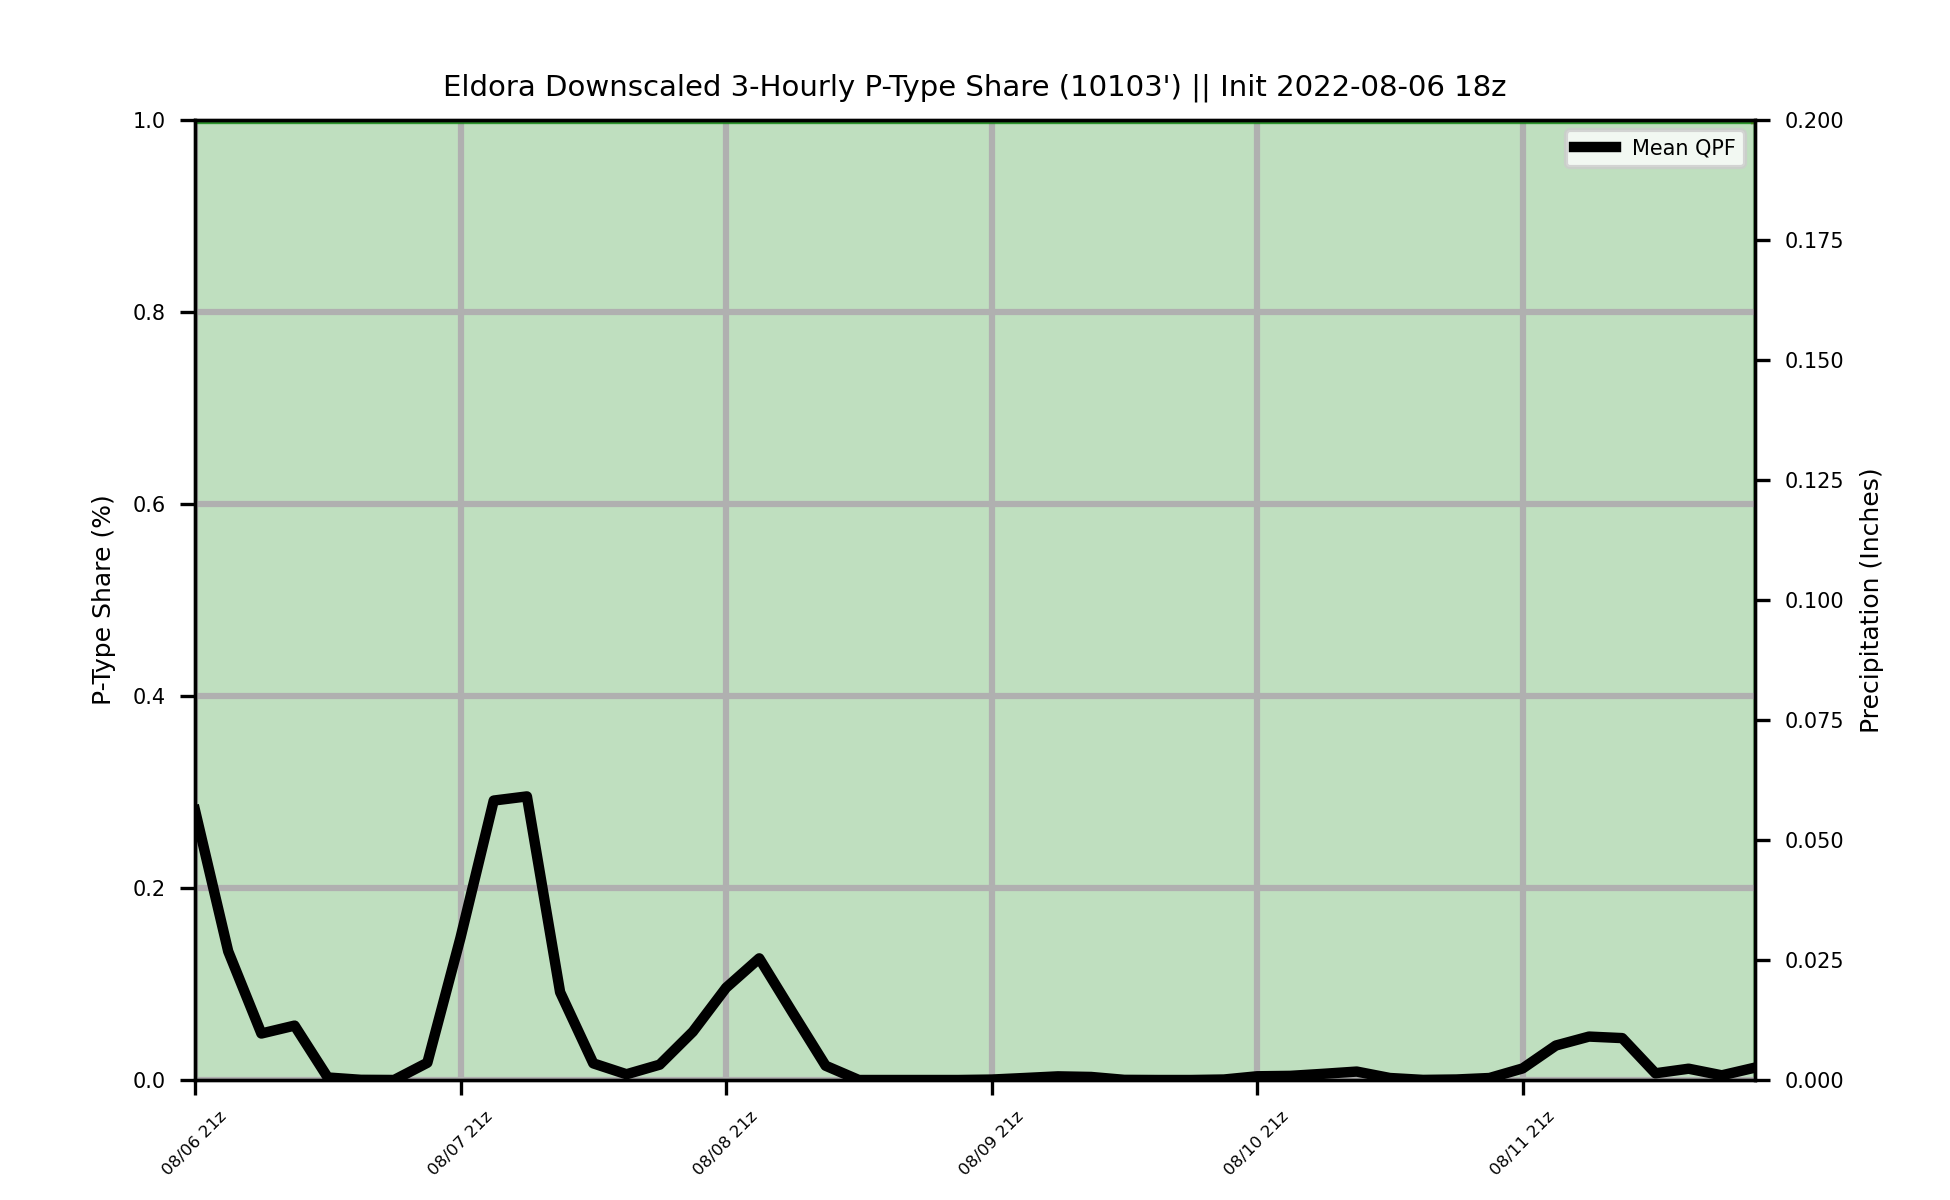 Eldora Downscaled 3-Hourly P-Type Share (10103') || Init 2022-08-06 18z
1.0
0.8
0.6
0.4
0.2
0.0
P-Type Share (%)
Mean QPF
0.200
0.175
0.150
0.125
0.100
0.075
0.050
0.025
0.000
Precipitation (Inches)
08/06 21z
08/07 21z
08/08 21z
08/09 21z
08/10 21z
08/11 21z